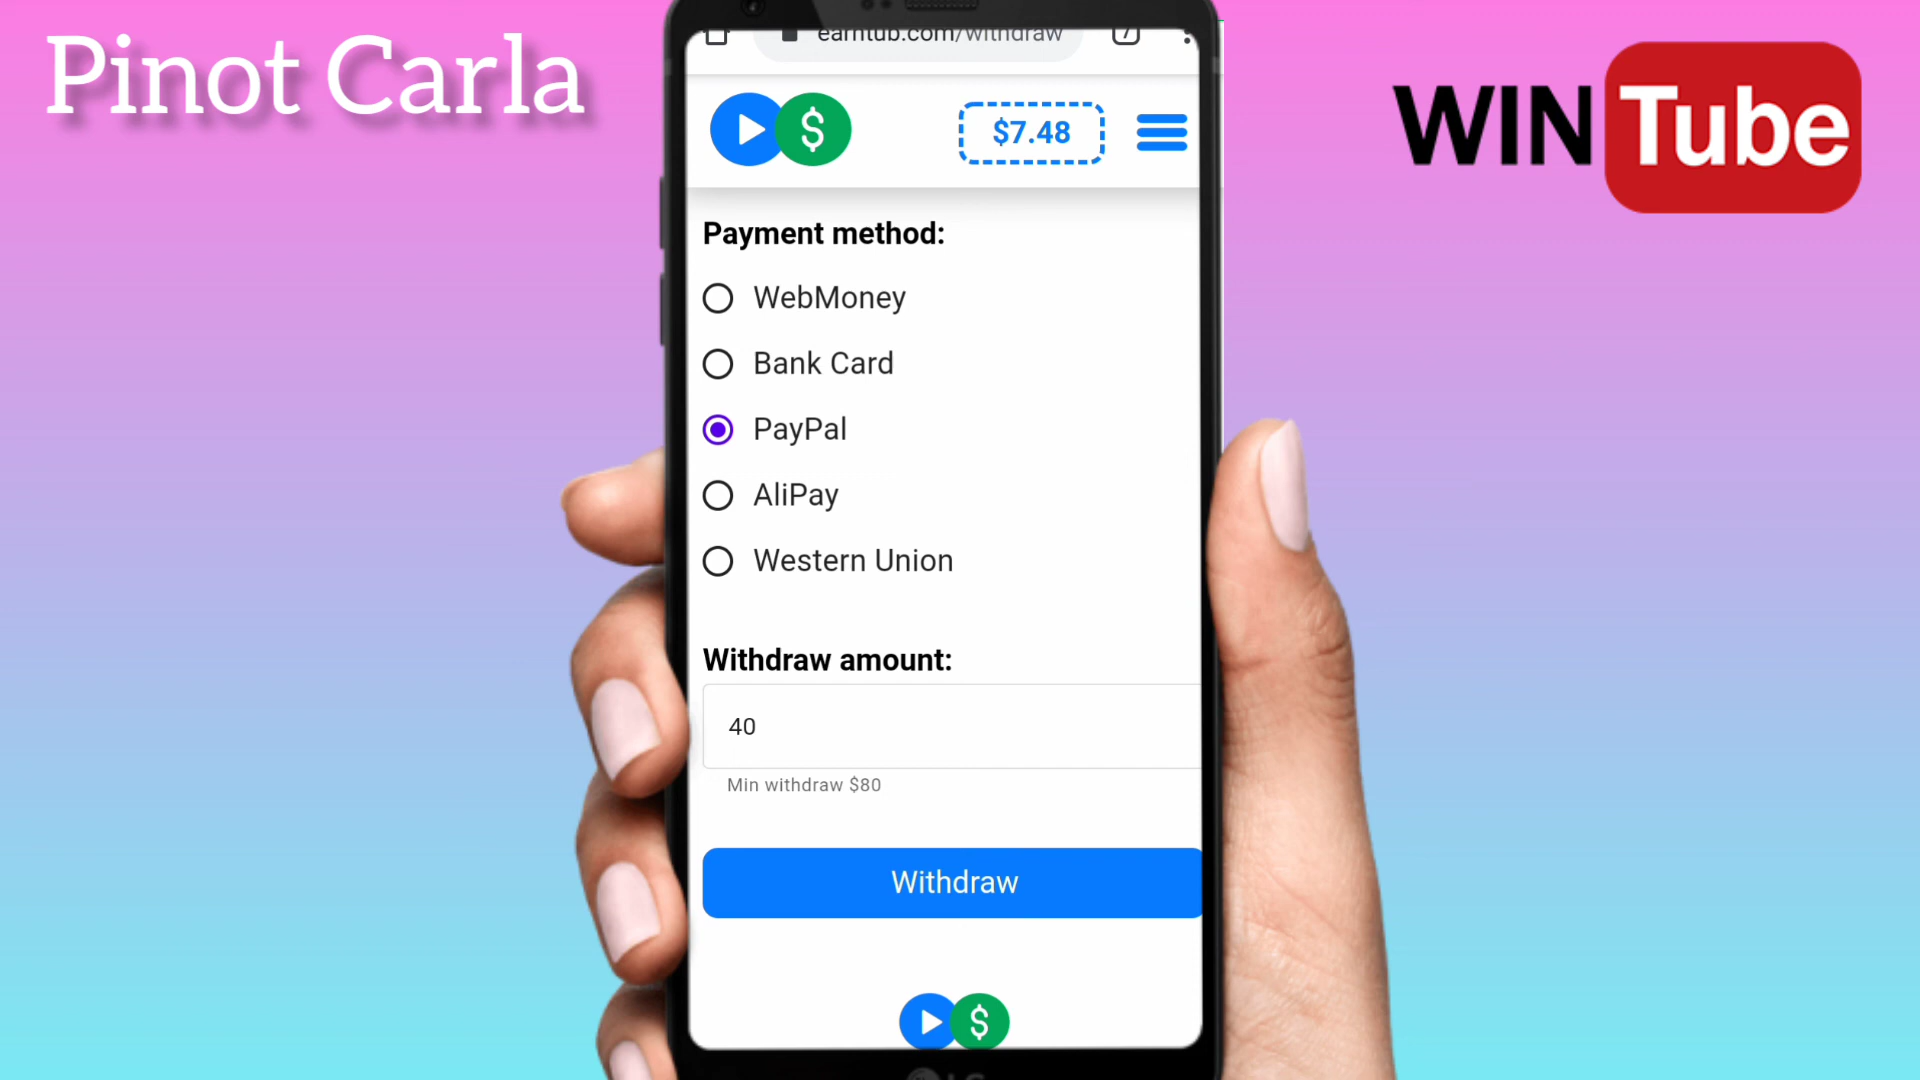 Pinot Carla
WIN Tube
earntub.com/withdraw
7
$7.48
Payment method:
WebMoney
Bank Card
PayPal
AliPay
Western Union
Withdraw amount:
40
Min withdraw $80
Withdraw